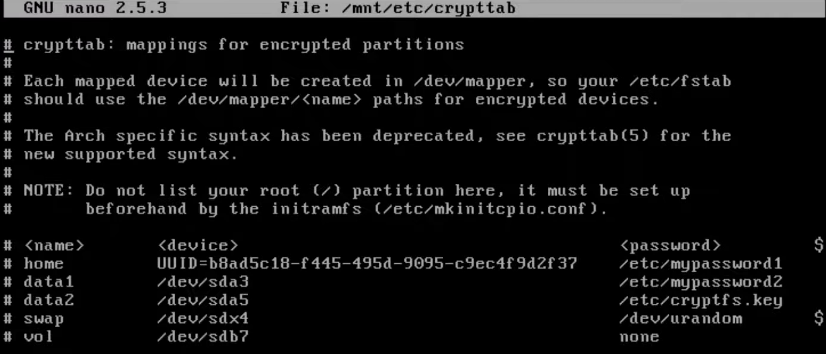 GNU nano 2.5.3 File: /mnt/etc/crypttab
# crypttab: mappings for encrypted partitions
#
# Each mapped device will be created in /dev/mapper, so your /etc/fstab
# should use the /dev/mapper/<name> paths for encrypted devices.
#
# The Arch specific syntax has been deprecated, see crypttab(5) for the
# new supported syntax.
#
# NOTE: Do not list your root (/) partition here, it must be set up
# beforehand by the initramfs (/etc/mkinitcpio.conf).
# <name> <device> <password> $
# home UUID=b8ad5c18-f445-495d-9095-c9ec4f9d2f37 /etc/mypassword1
# data1 /dev/sda3 /etc/mypassword2
# data2 /dev/sda5 /etc/cryptfs.key
# swap /dev/sdx4 /dev/urandom $
# vol /dev/sdb7 none